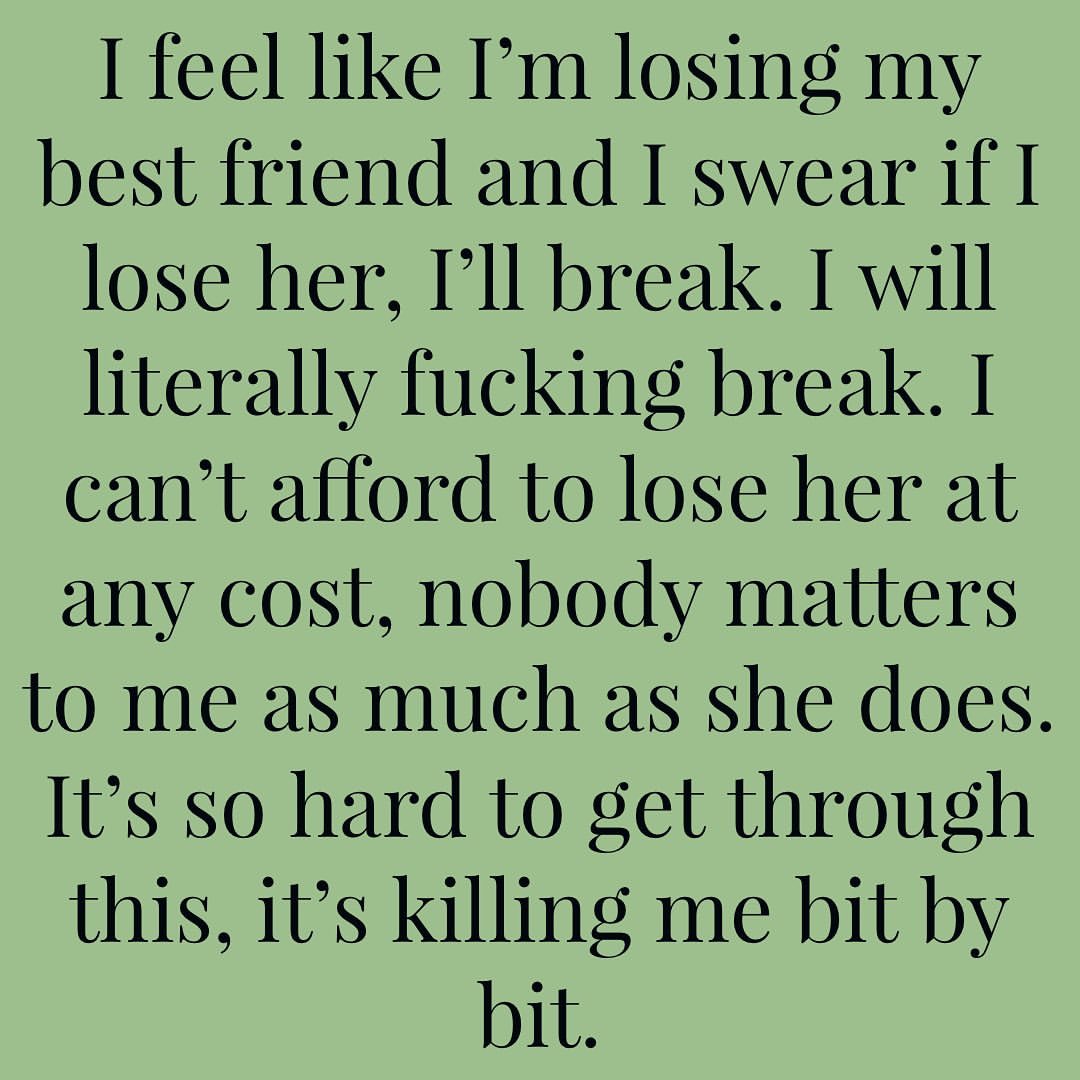 I feel like I’m losing my
best friend and I swear if I
lose her, I’ll break. I will
literally fucking break. I
can’t afford to lose her at
any cost, nobody matters
to me as much as she does.
It’s so hard to get through
this, it’s killing me bit by
bit.